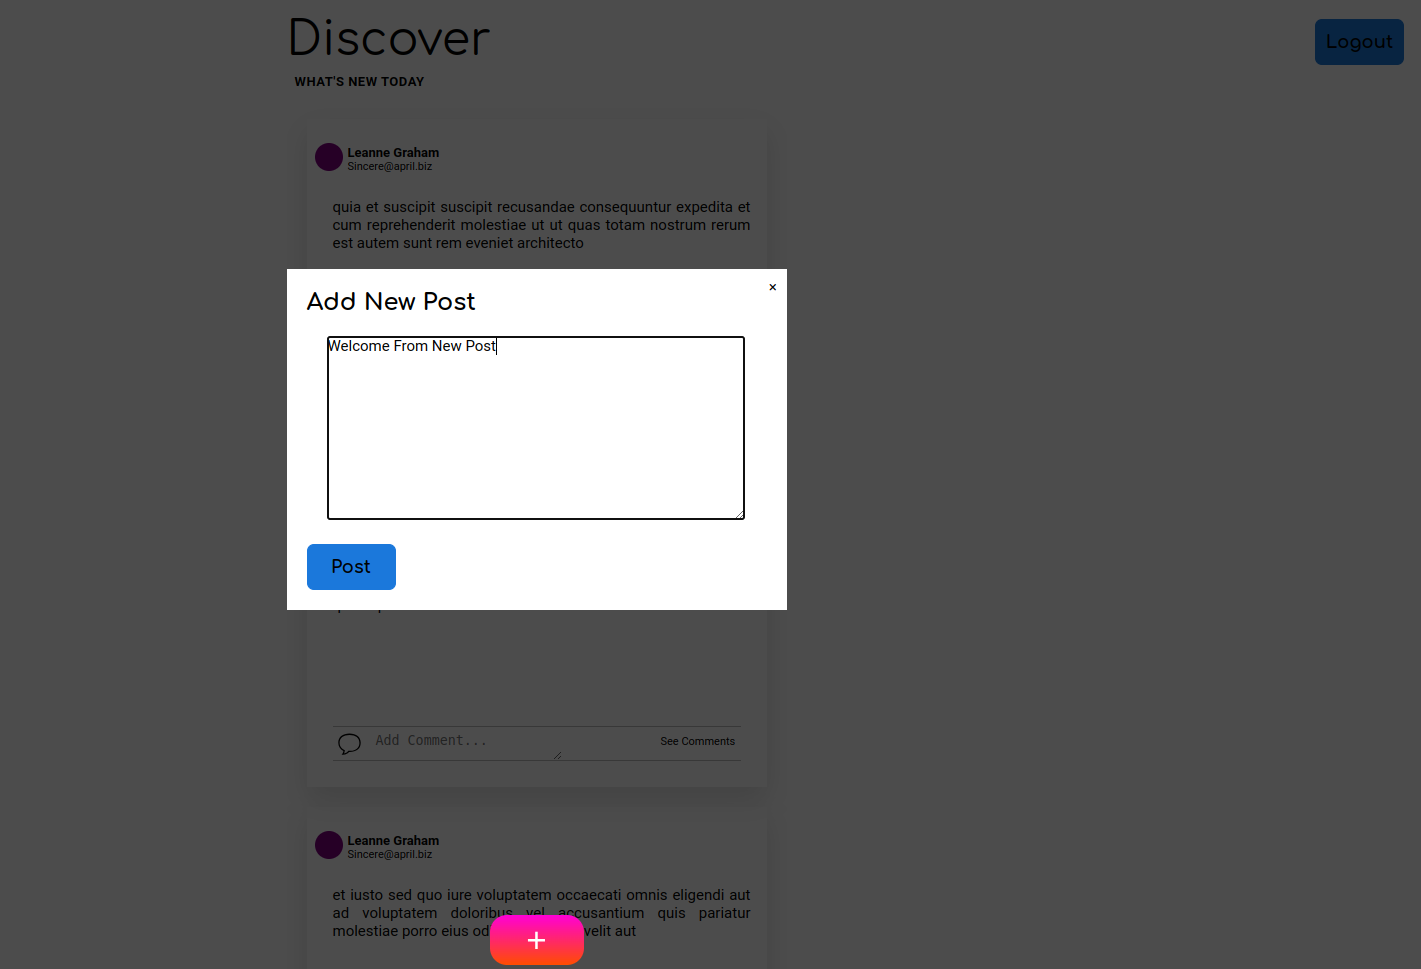 Discover
Logout
WHAT'S NEW TODAY
Leanne Graham
Sincere@april.biz
quia et suscipit suscipit recusandae consequuntur expedita et
cum reprehenderit molestiae ut ut quas totam nostrum rerum
est autem sunt rem eveniet architecto
Add New Post
×
Welcome From New Post
Post
Add Comment...
See Comments
Leanne Graham
Sincere@april.biz
et iusto sed quo iure voluptatem occaecati omnis eligendi aut
ad voluptatem doloribus vel accusantium quis pariatur
molestiae porro eius velit aut
+